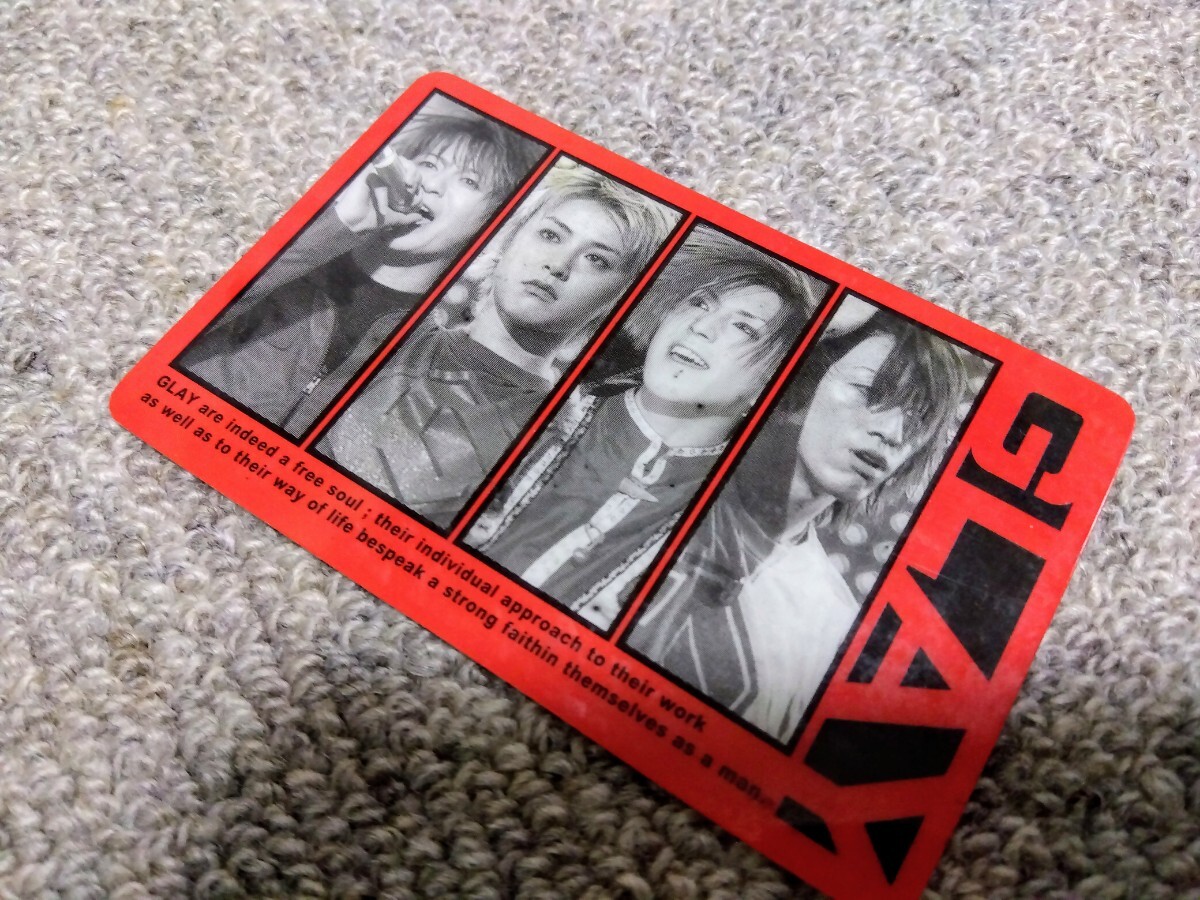 GLAY
GLAY are indeed a free soul ; their individual approach to their work
as well as to their way of life bespeak a strong faithin themselves as a man.